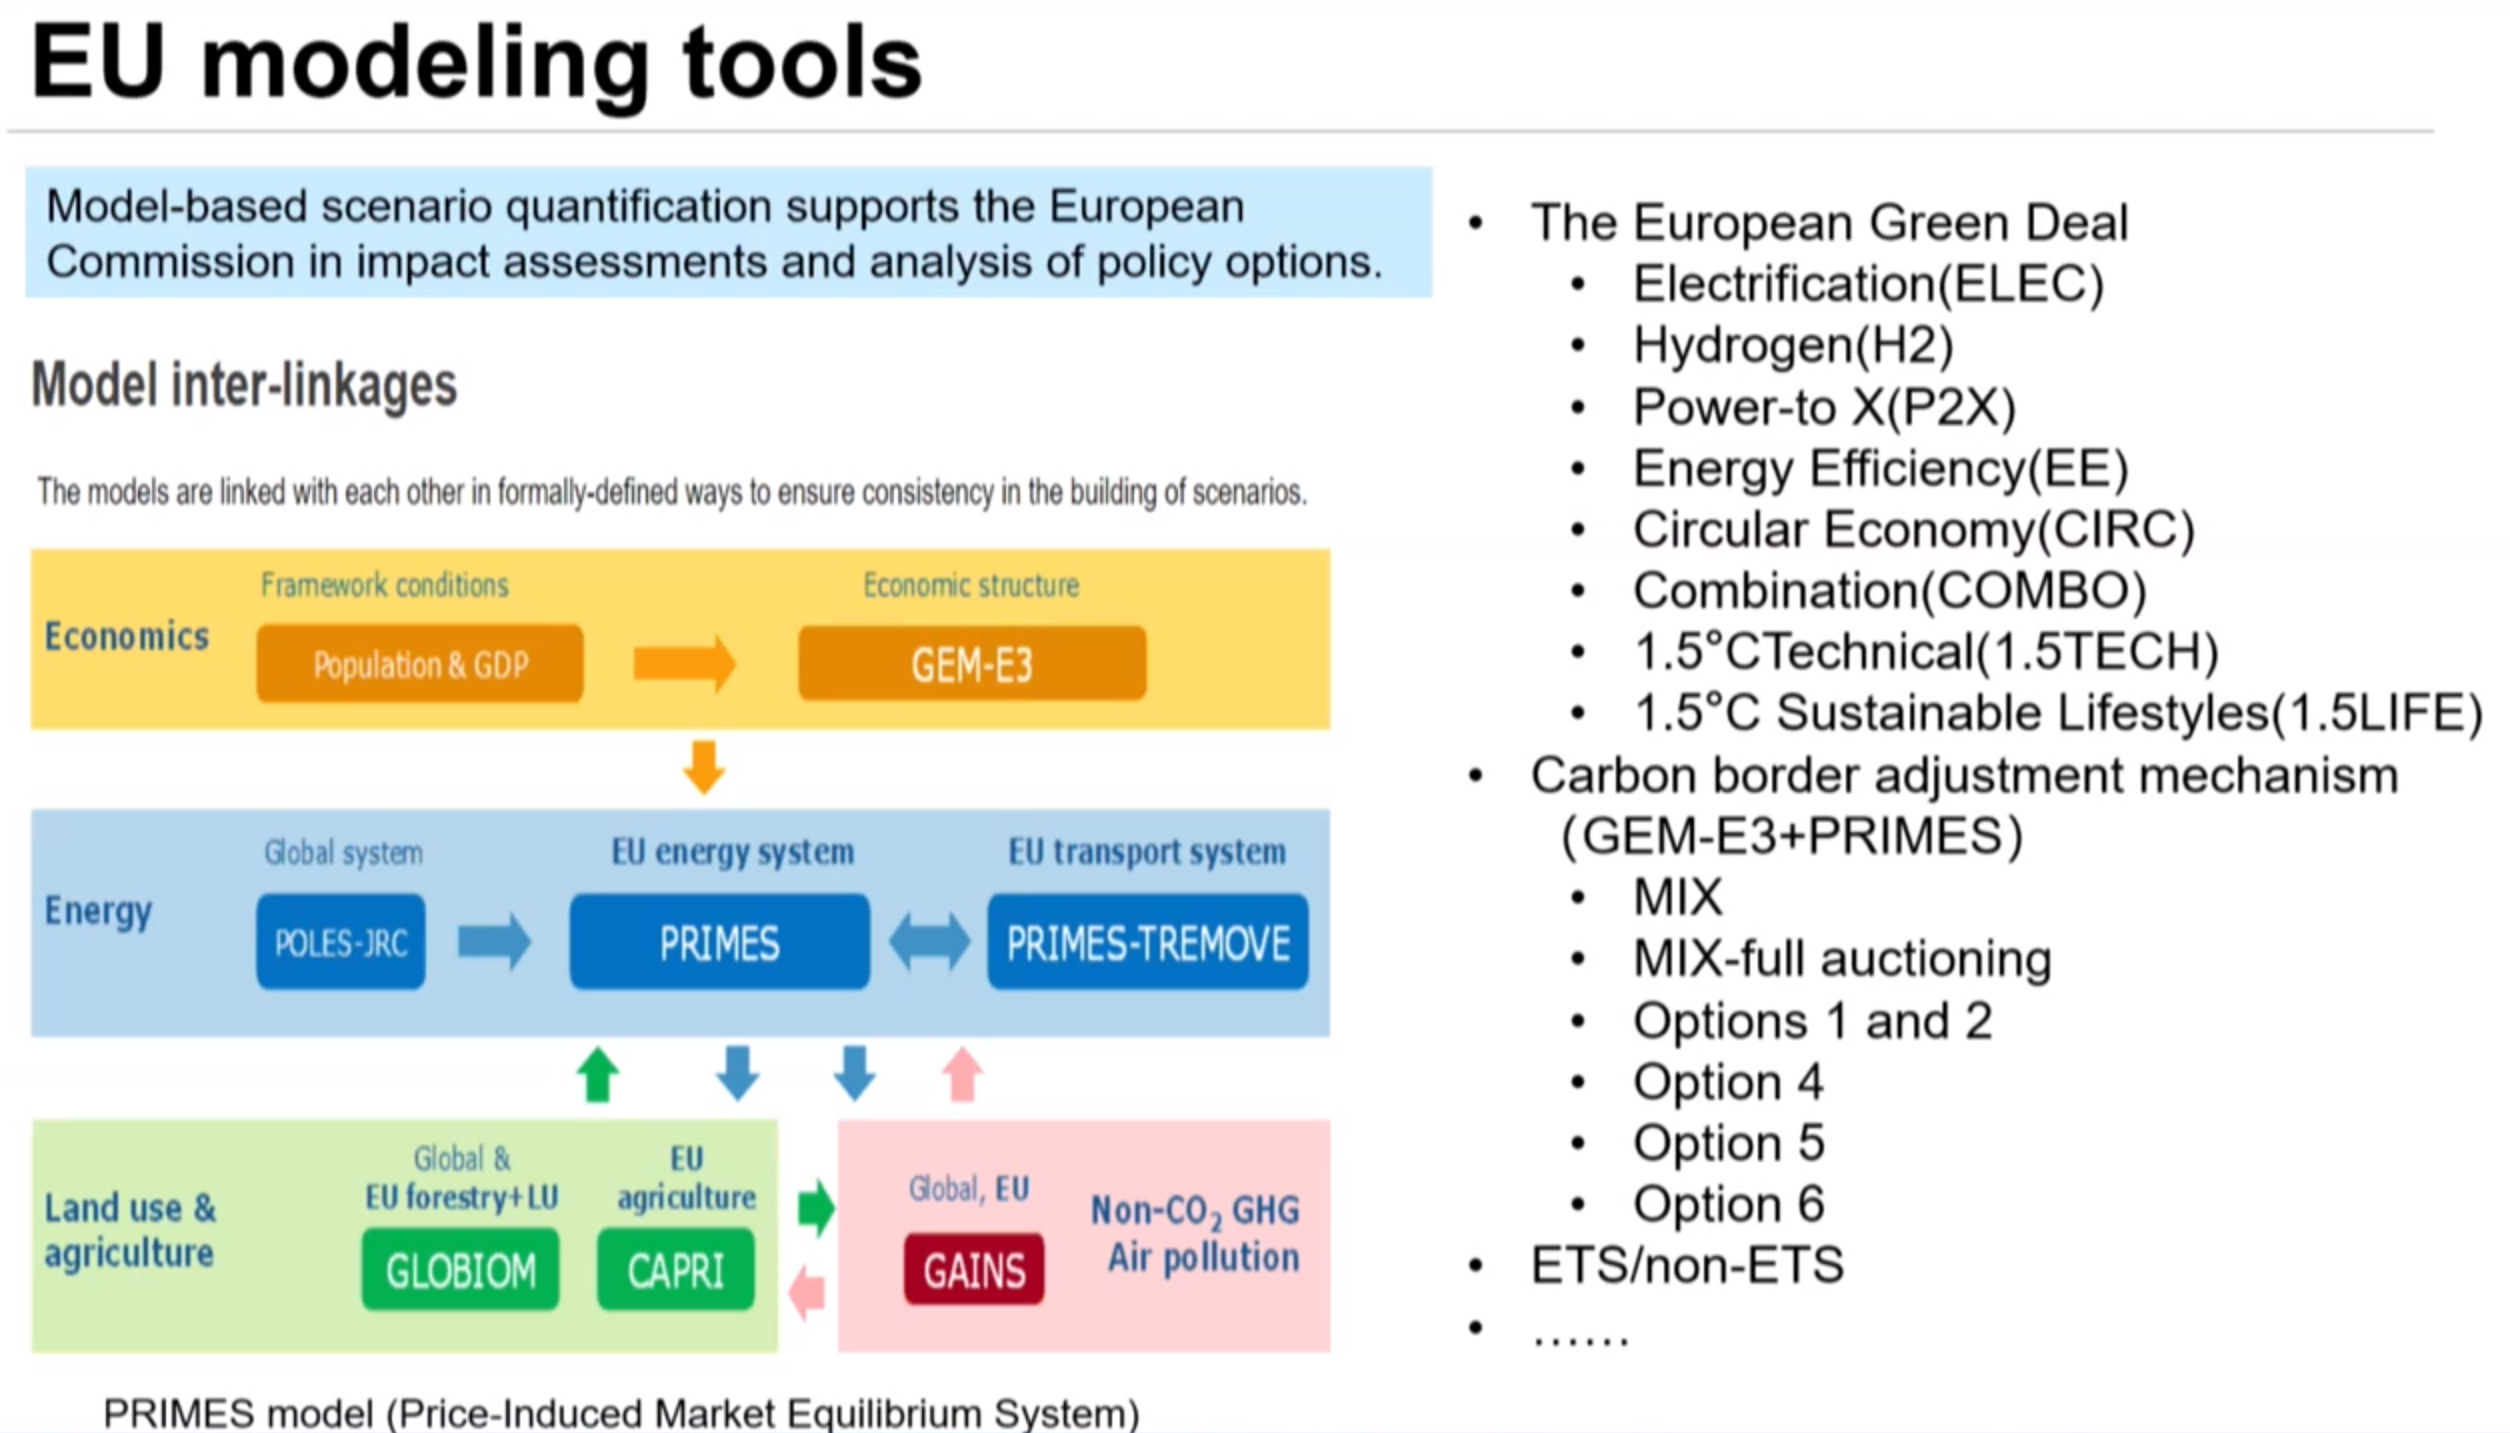 EU modeling tools
Model-based scenario quantification supports the European
Commission in impact assessments and analysis of policy options.
Model inter-linkages
The models are linked with each other in formally-defined ways to ensure consistency in the building of scenarios.
Economics
Framework conditions
Population & GDP
Economic structure
GEM-E3
Energy
Global system
POLES-JRC
EU energy system
PRIMES
EU transport system
PRIMES-TREMOVE
Land use &
agriculture
Global &
EU forestry+LU
GLOBIOM
EU
agriculture
CAPRI
Global, EU
GAINS
Non-CO₂ GHG
Air pollution
PRIMES model (Price-Induced Market Equilibrium System)
• The European Green Deal
• Electrification(ELEC)
• Hydrogen(H2)
• Power-to X(P2X)
• Energy Efficiency(EE)
• Circular Economy(CIRC)
• Combination(COMBO)
• 1.5°CTechnical(1.5TECH)
• 1.5°C Sustainable Lifestyles(1.5LIFE)
• Carbon border adjustment mechanism
(GEM-E3+PRIMES)
• MIX
• MIX-full auctioning
• Options 1 and 2
• Option 4
• Option 5
• Option 6
• ETS/non-ETS
• ……